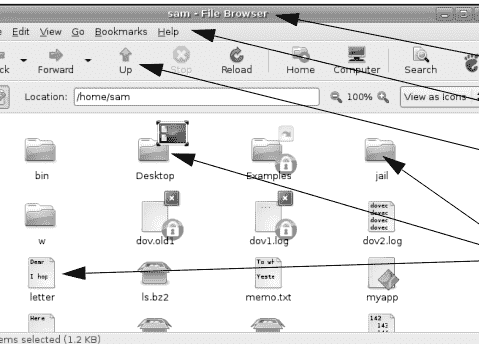 sam - File Browser
e Edit View Go Bookmarks Help
ck Forward Up Stop Reload Home Computer Search
Location: /home/sam 100% View as Icons
bin Desktop Examples jail
w dov.old1 dov1.log dov2.log
dovec
dovec
dovec
dovec
Dear
I hop
To wh
Yeste
letter ls.bz2 memo.txt myapp
Here
142
143
ems selected (1.2 KB)